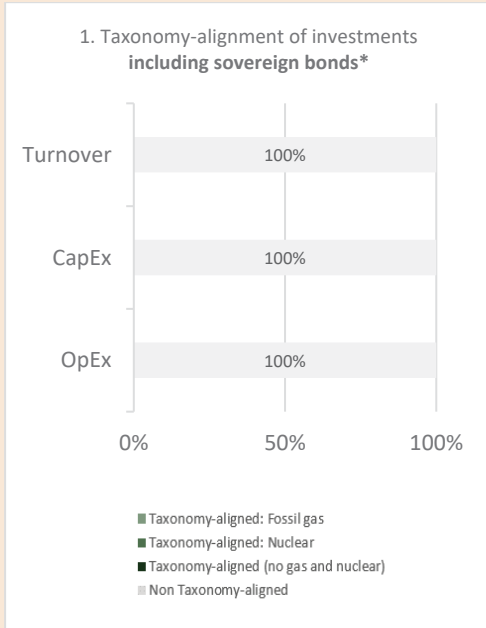 1. Taxonomy-alignment of investments
including sovereign bonds*
Turnover
100%
CapEx
100%
OpEx
100%
0%
50%
100%
Taxonomy-aligned: Fossil gas
Taxonomy-aligned: Nuclear
Taxonomy-aligned (no gas and nuclear)
Non Taxonomy-aligned